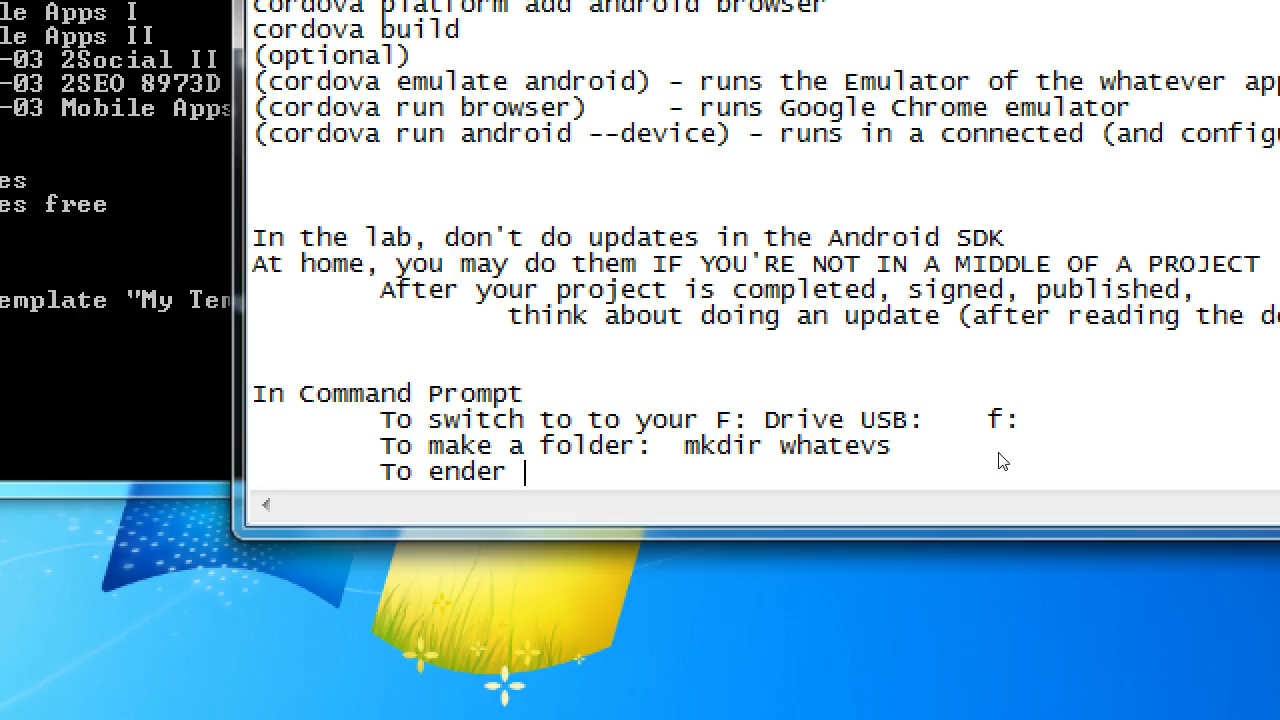 le Apps I
le Apps II
-03 2Social II
-03 2SEO 8973D
-03 Mobile Apps
es
es free
emplate "My Tem
cordova platform add android browser
cordova build
(optional)
(cordova emulate android) - runs the Emulator of the whatever app
(cordova run browser)     - runs Google Chrome emulator
(cordova run android --device) - runs in a connected (and configu
In the lab, don't do updates in the Android SDK
At home, you may do them IF YOU'RE NOT IN A MIDDLE OF A PROJECT
After your project is completed, signed, published,
think about doing an update (after reading the do
In Command Prompt
To switch to to your F: Drive USB:    f:
To make a folder:  mkdir whatevs
To ender